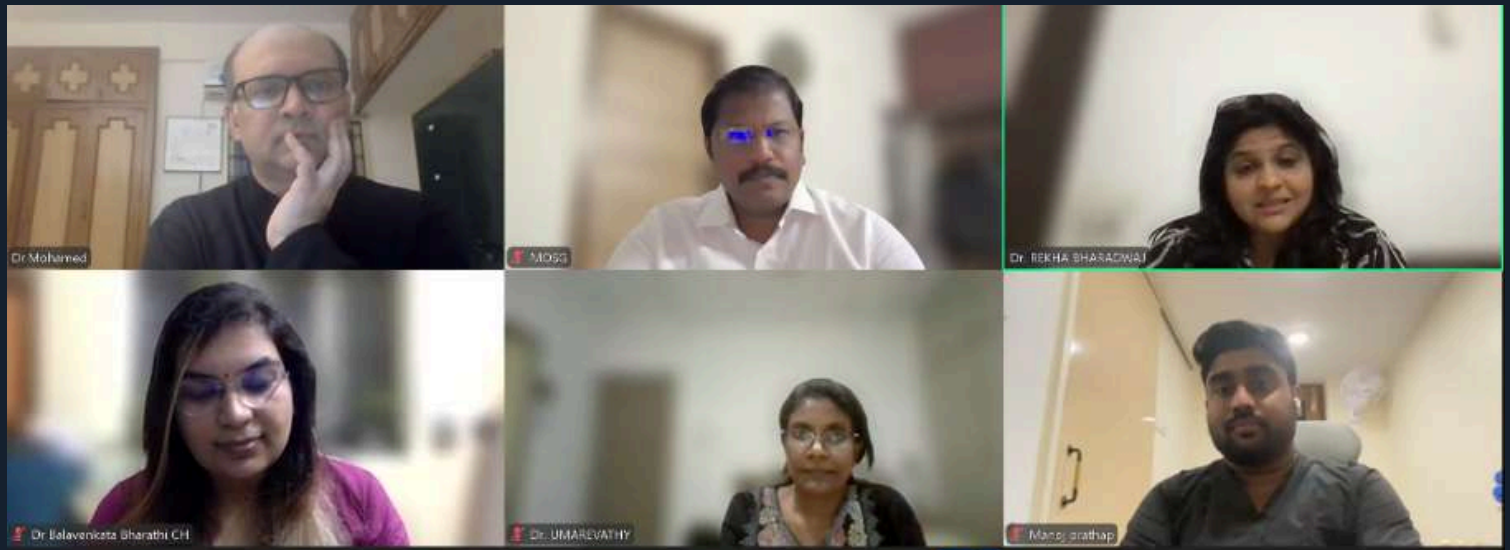 Dr Mohamed
MOSG
Dr. REKHA BHARADWAJ
Dr Balavenkata Bharathi CH
Dr. UMAREVATHY
Manoj prathap